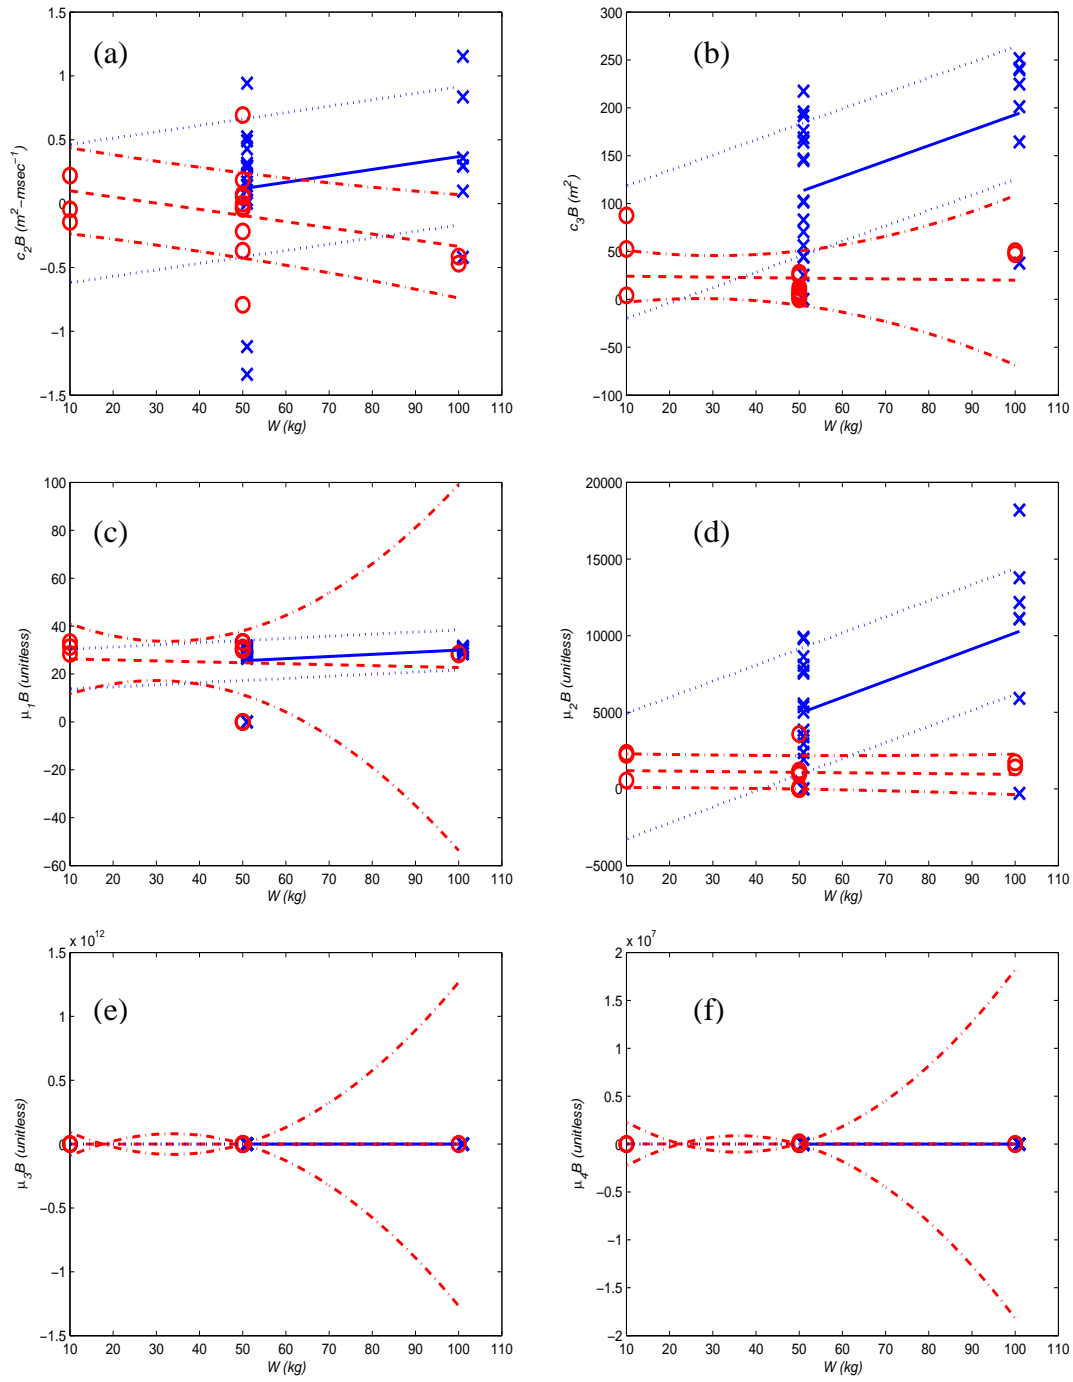 (a)
1.5
1
0.5
0
−0.5
−1
−1.5
c₂B (m²−msec⁻¹)
10 20 30 40 50 60 70 80 90 100 110
W (kg)
(b)
300
250
200
150
100
50
0
−50
−100
c₃B (m²)
10 20 30 40 50 60 70 80 90 100 110
W (kg)
(c)
100
80
60
40
20
0
−20
−40
−60
μ₁B (unitless)
10 20 30 40 50 60 70 80 90 100 110
W (kg)
(d)
20000
15000
10000
5000
0
−5000
μ₂B (unitless)
10 20 30 40 50 60 70 80 90 100 110
W (kg)
(e)
x 10¹²
1.5
1
0.5
0
−0.5
−1
−1.5
μ₃B (unitless)
10 20 30 40 50 60 70 80 90 100 110
W (kg)
(f)
x 10⁷
2
1.5
1
0.5
0
−0.5
−1
−1.5
−2
μ₄B (unitless)
10 20 30 40 50 60 70 80 90 100 110
W (kg)